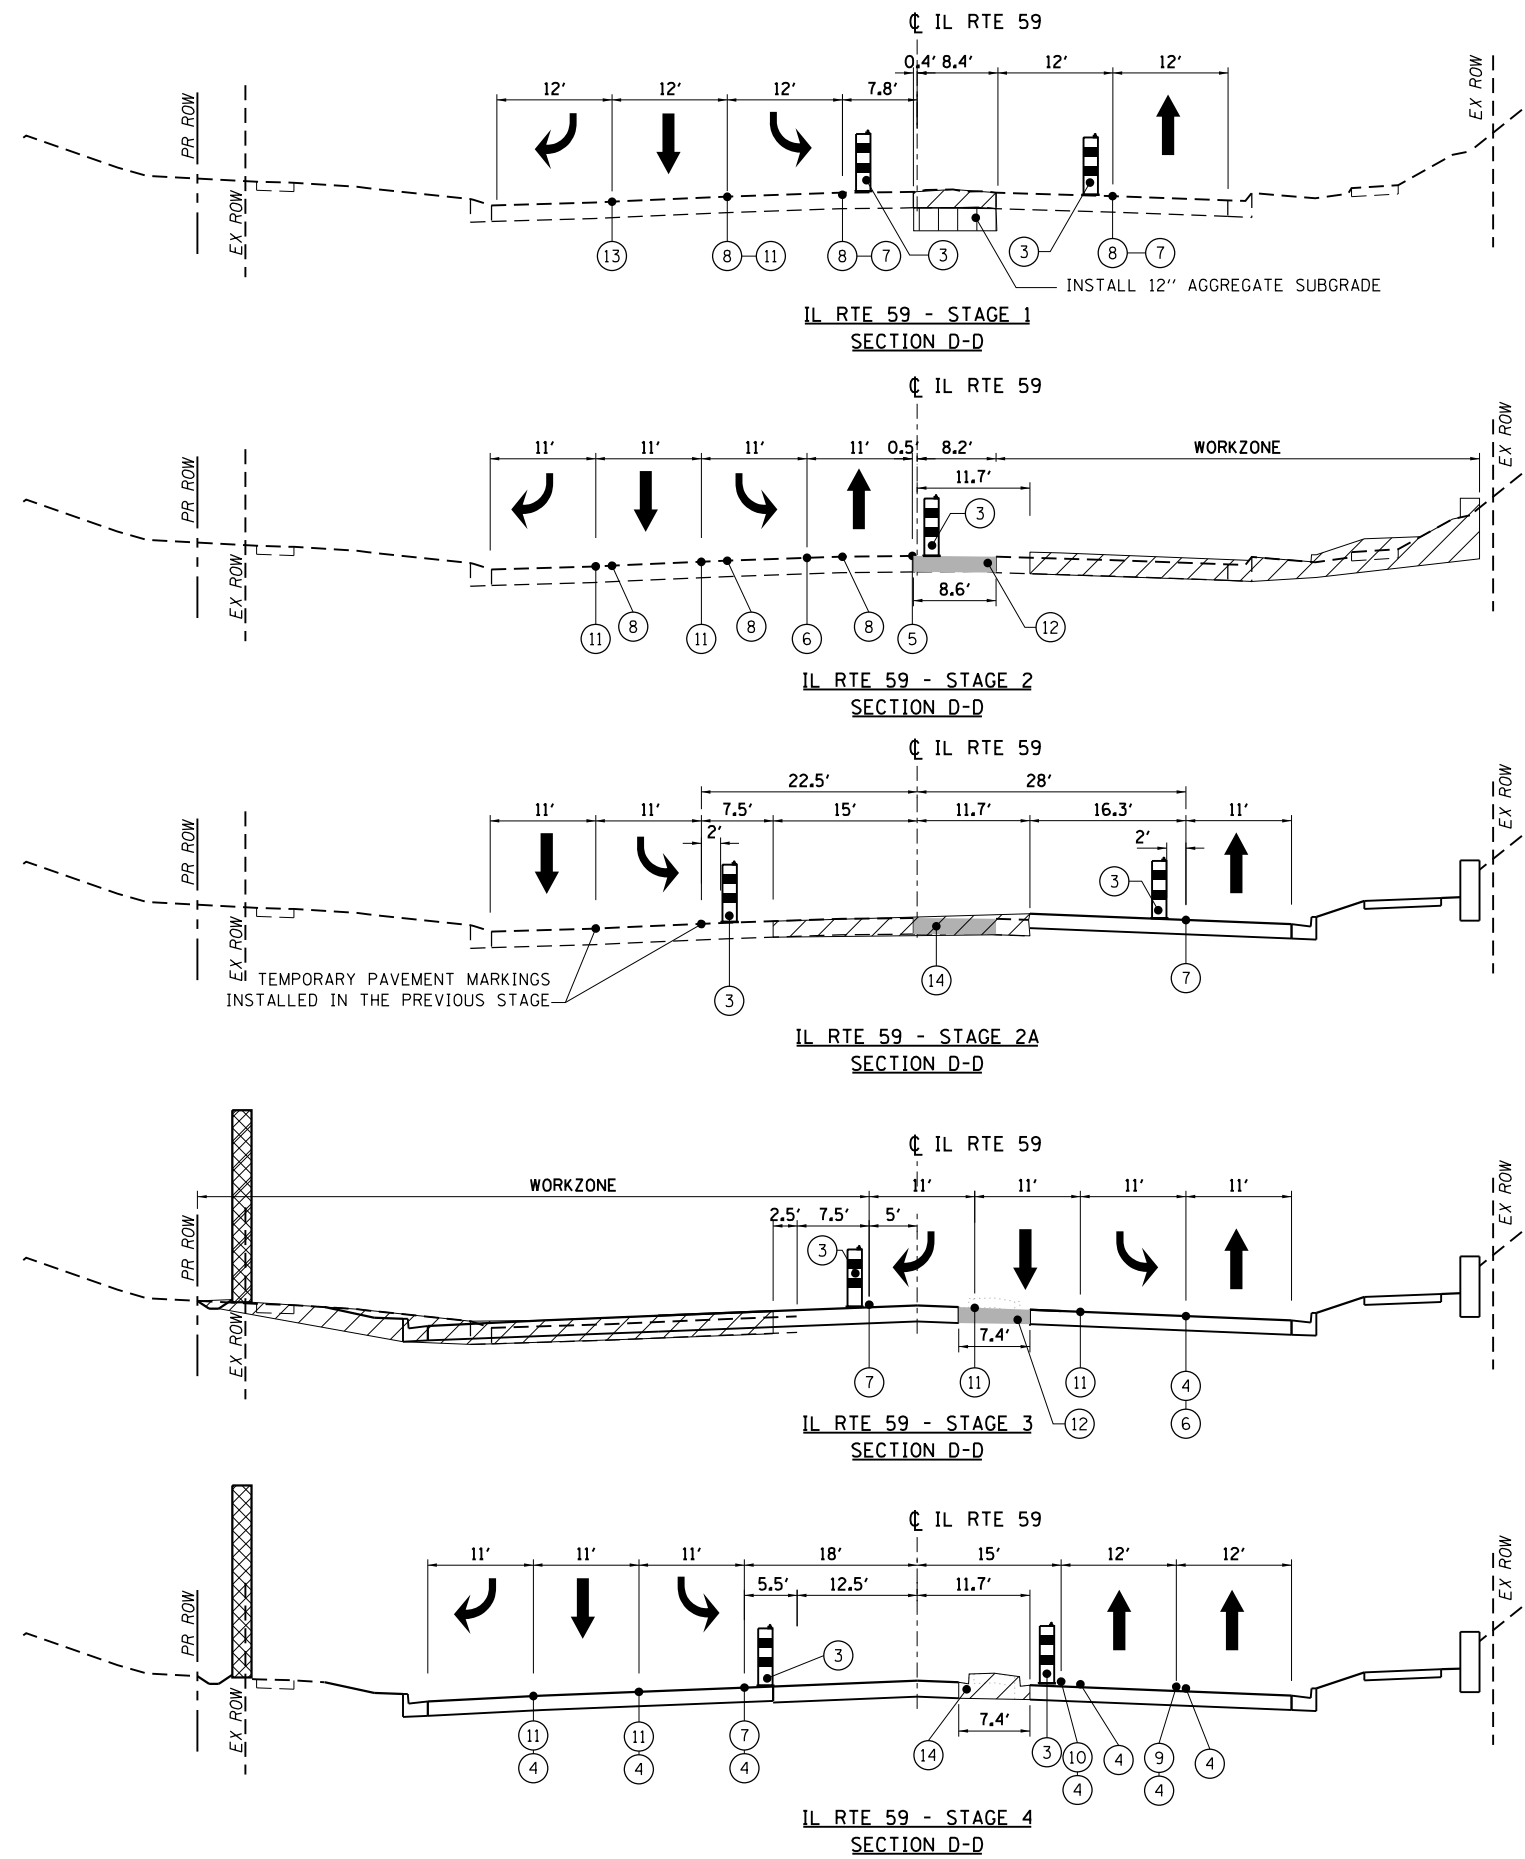 ℄ IL RTE 59
0.4' 8.4' 12' 12'
12' 12' 12' 7.8'
PR ROW
EX ROW
EX ROW
13
8 11
8 7
3
3
8 7
INSTALL 12'' AGGREGATE SUBGRADE
IL RTE 59 - STAGE 1
SECTION D-D
℄ IL RTE 59
11' 11' 11' 11' 0.5' 8.2' WORKZONE
11.7'
PR ROW
EX ROW
EX ROW
3
8.6'
11
8
11
8
6
8
5
12
IL RTE 59 - STAGE 2
SECTION D-D
℄ IL RTE 59
22.5' 28'
11' 11' 7.5' 15' 11.7' 16.3' 11'
2' 2'
PR ROW
EX ROW
EX ROW
3
TEMPORARY PAVEMENT MARKINGS
INSTALLED IN THE PREVIOUS STAGE
3
14
7
IL RTE 59 - STAGE 2A
SECTION D-D
℄ IL RTE 59
WORKZONE 11' 11' 11' 11'
2.5' 7.5' 5'
PR ROW
EX ROW
EX ROW
3
7.4'
7
11
11
4
6
12
IL RTE 59 - STAGE 3
SECTION D-D
℄ IL RTE 59
11' 11' 11' 18' 15' 12' 12'
5.5' 12.5' 11.7'
PR ROW
EX ROW
EX ROW
3
7.4'
11
4
11
4
7
4
14
3
10
4
4
9
4
4
IL RTE 59 - STAGE 4
SECTION D-D